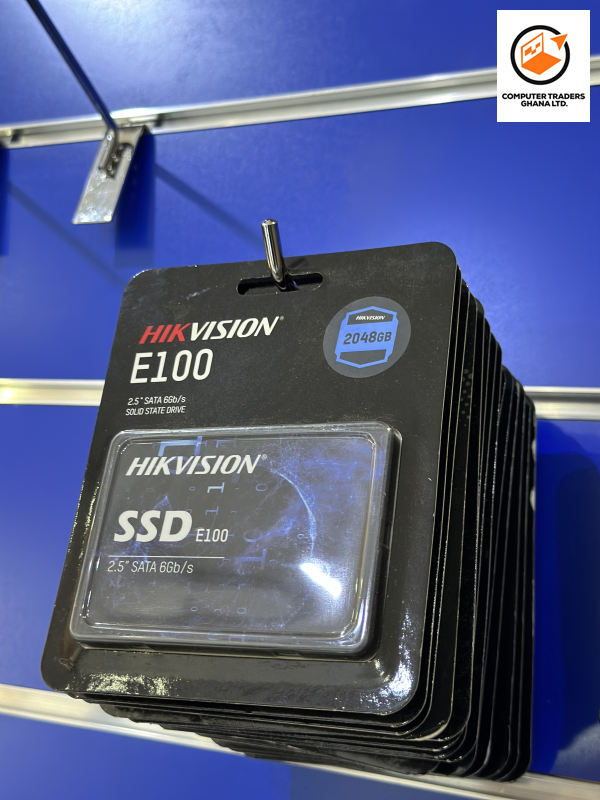 COMPUTER TRADERS
GHANA LTD.
HIKVISION®
E100
2.5" SATA 6Gb/s
SOLID STATE DRIVE
HIKVISION
2048GB
HIKVISION®
SSD E100
2.5" SATA 6Gb/s